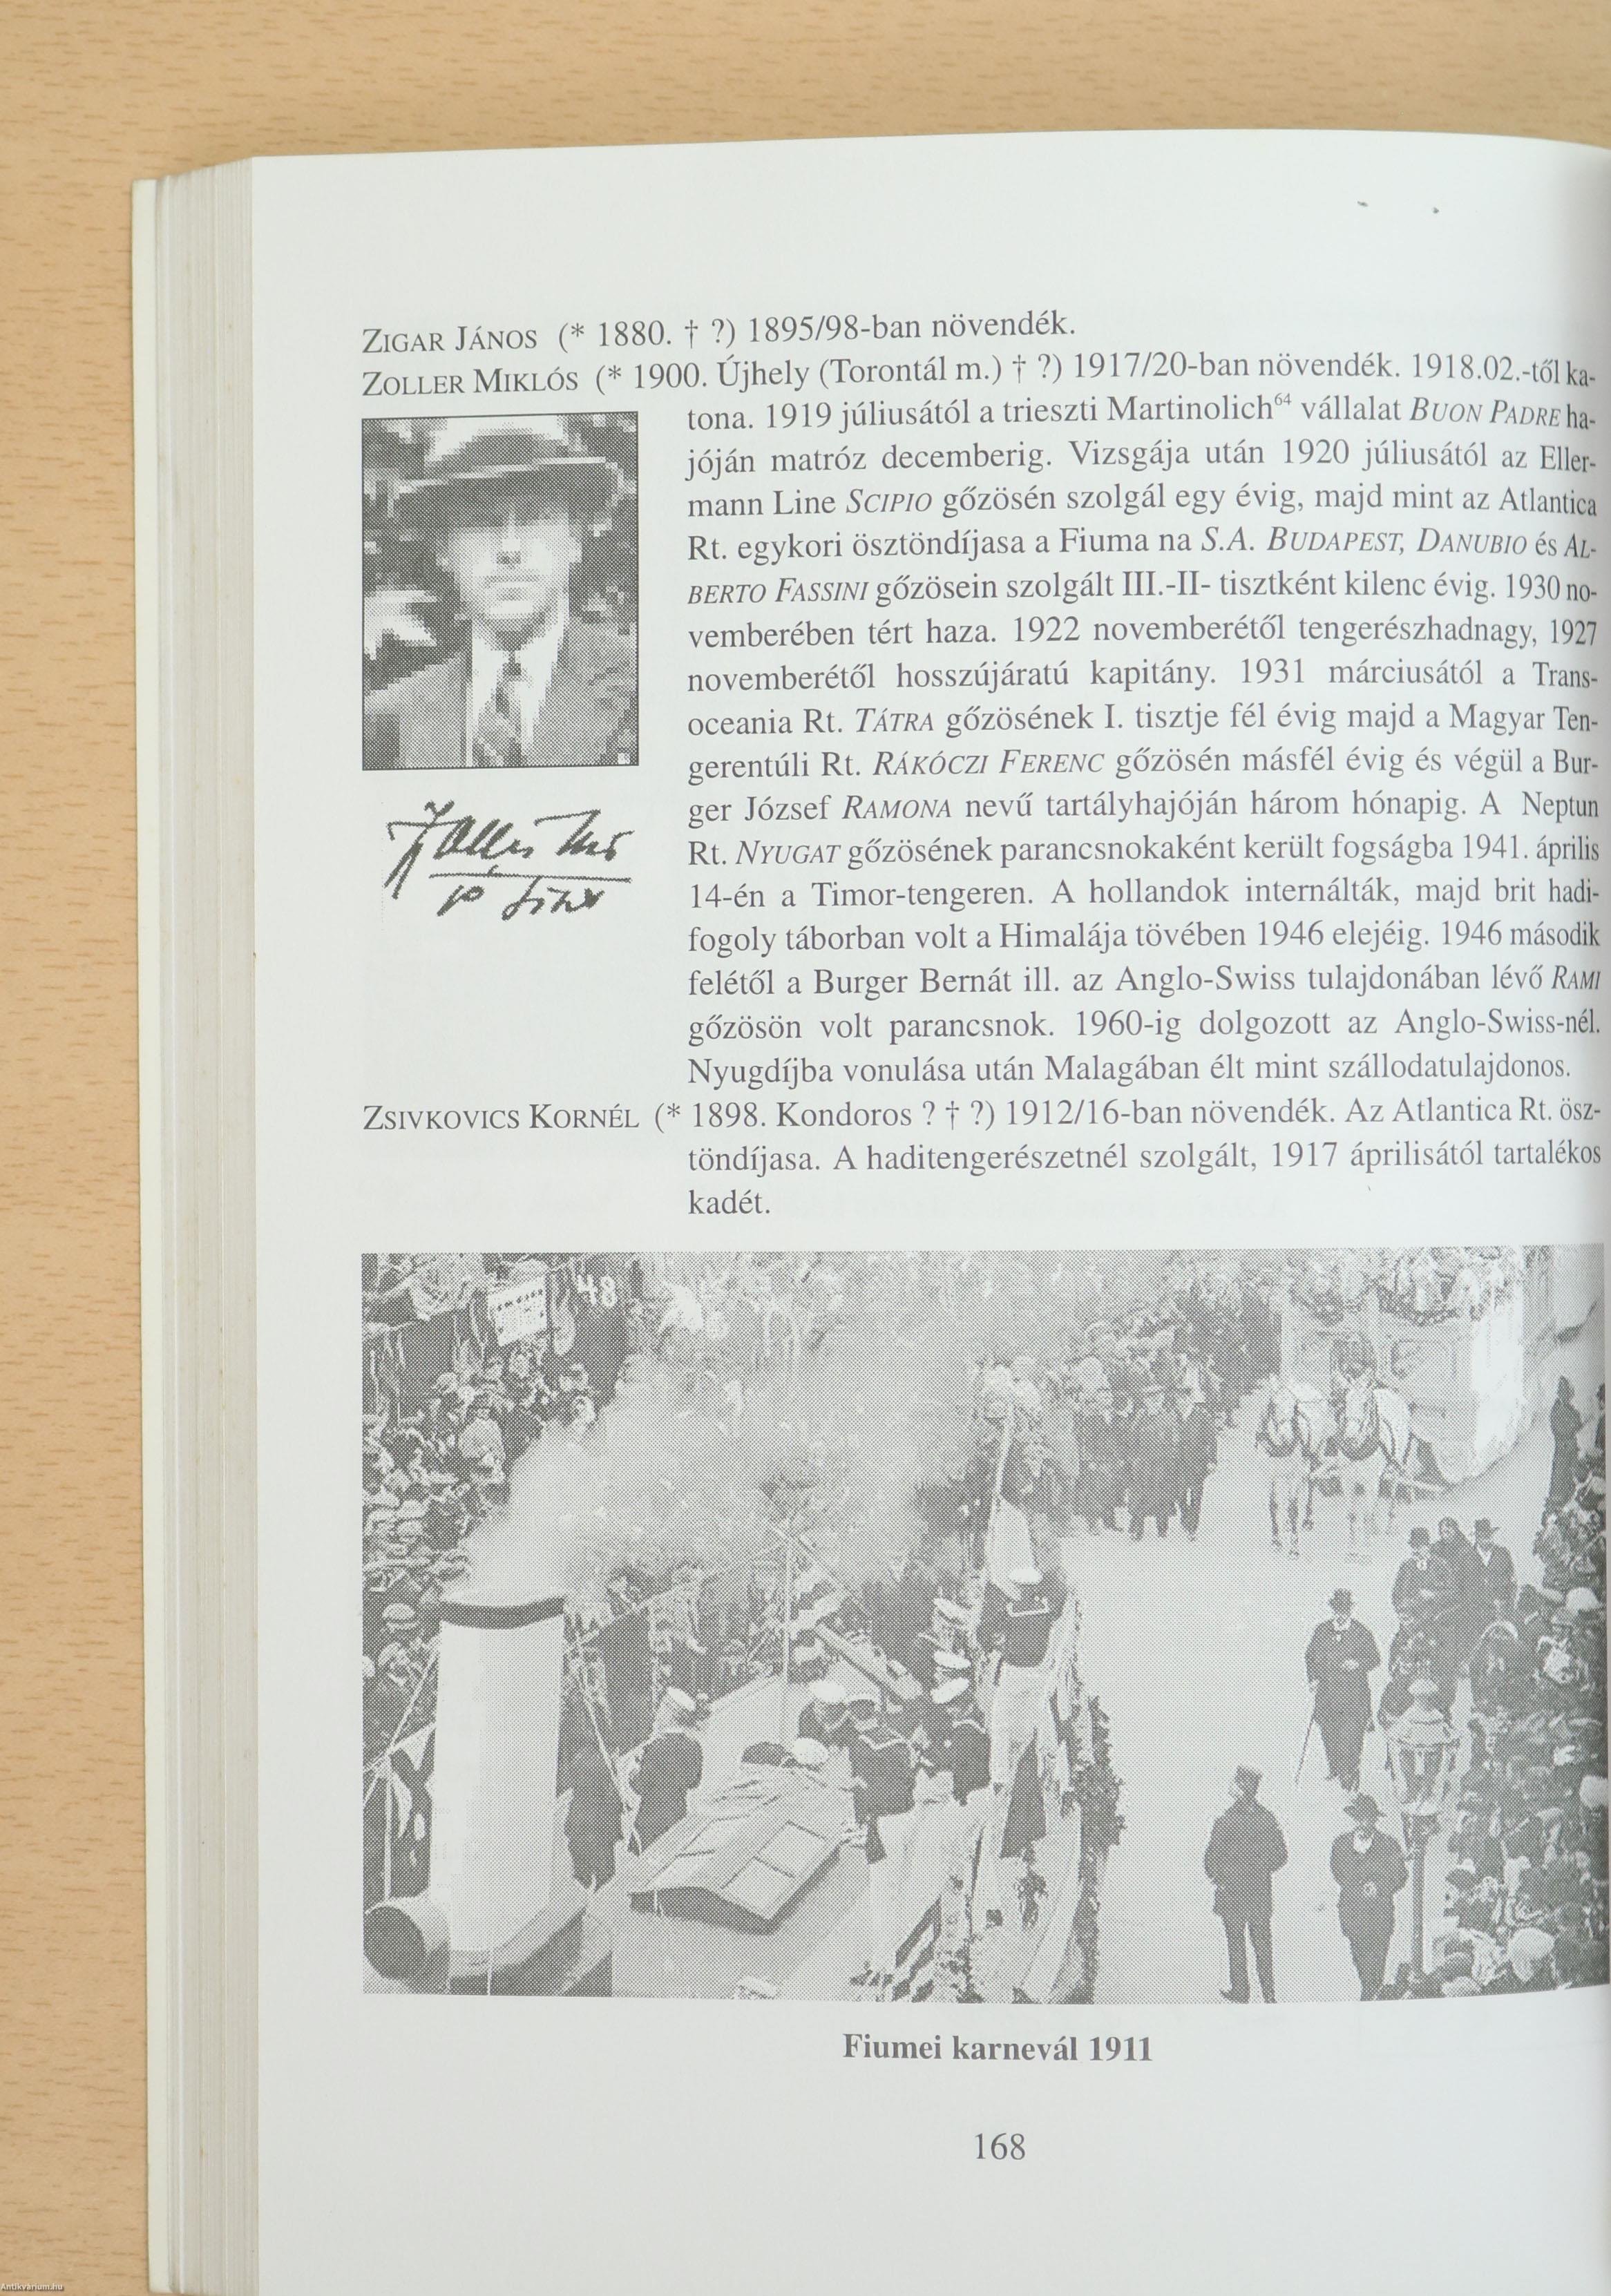 ZIGAR JÁNOS (* 1880. † ?) 1895/98-ban növendék.
ZOLLER MIKLÓS (* 1900. Újhely (Torontál m.) † ?) 1917/20-ban növendék. 1918.02.-től ka-
tona. 1919 júliusától a trieszti Martinolich⁶⁴ vállalat BUON PADRE ha-
jóján matróz decemberig. Vizsgája után 1920 júliusától az Eller-
mann Line SCIPIO gőzösén szolgál egy évig, majd mint az Atlantica
Rt. egykori ösztöndíjasa a Fiuma na S.A. BUDAPEST, DANUBIO és AL-
BERTO FASSINI gőzösein szolgált III.-II- tisztként kilenc évig. 1930 no-
vemberében tért haza. 1922 novemberétől tengerészhadnagy, 1927
novemberétől hosszújáratú kapitány. 1931 márciusától a Trans-
oceania Rt. TÁTRA gőzösének I. tisztje fél évig majd a Magyar Ten-
gerentúli Rt. RÁKÓCZI FERENC gőzösén másfél évig és végül a Bur-
ger József RAMONA nevű tartályhajóján három hónapig. A Neptun
Rt. NYUGAT gőzösének parancsnokaként került fogságba 1941. április
14-én a Timor-tengeren. A hollandok internálták, majd brit hadi-
fogoly táborban volt a Himalája tövében 1946 elejéig. 1946 második
felétől a Burger Bernát ill. az Anglo-Swiss tulajdonában lévő RAMI
gőzösön volt parancsnok. 1960-ig dolgozott az Anglo-Swiss-nél.
Nyugdíjba vonulása után Malagában élt mint szállodatulajdonos.
ZSIVKOVICS KORNÉL (* 1898. Kondoros ? † ?) 1912/16-ban növendék. Az Atlantica Rt. ösz-
töndíjasa. A haditengerészetnél szolgált, 1917 áprilisától tartalékos
kadét.
48
Fiumei karnevál 1911
168
Antikvárium.hu